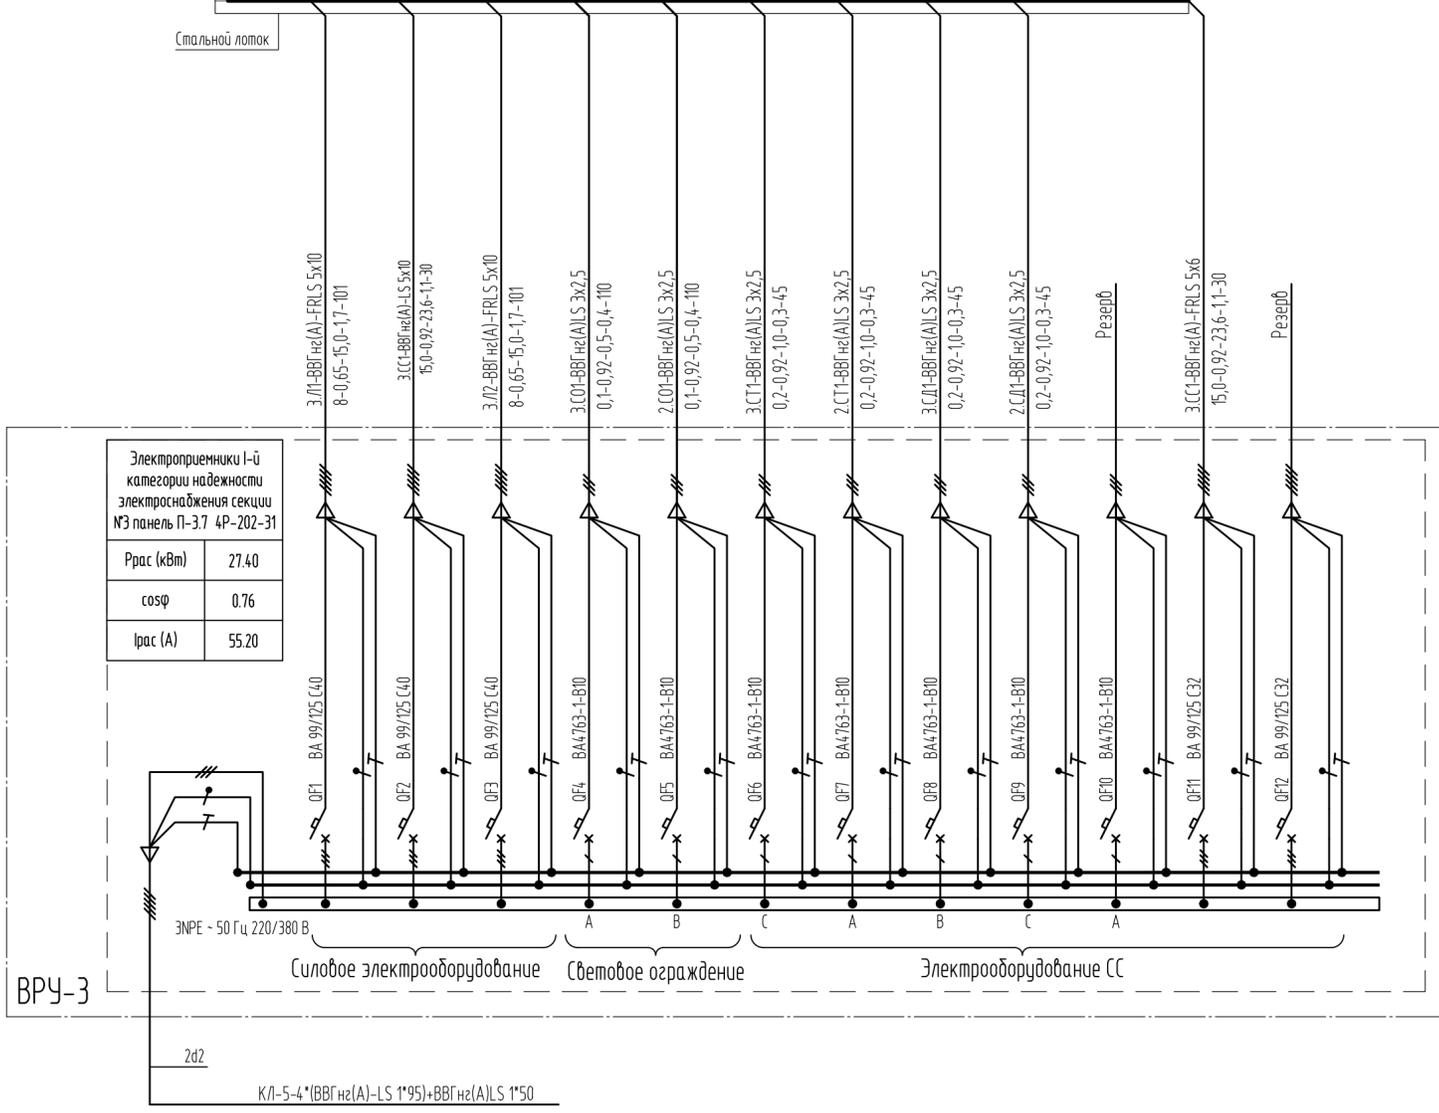 Стальной лоток
3.Л1-ВВГнг(А)-FRLS 5х10
8-0,65-15,0-1,7-101
3.СС1-ВВГнг(А)-LS 5х10
15,0-0,92-23,6-1,1-30
3.Л2-ВВГнг(А)-FRLS 5х10
8-0,65-15,0-1,7-101
3.СО1-ВВГнг(А)LS 3х2,5
0,1-0,92-0,5-0,4-110
2.СО1-ВВГнг(А)LS 3х2,5
0,1-0,92-0,5-0,4-110
3.СТ1-ВВГнг(А)LS 3х2,5
0,2-0,92-1,0-0,3-45
2.СТ1-ВВГнг(А)LS 3х2,5
0,2-0,92-1,0-0,3-45
3.СД1-ВВГнг(А)LS 3х2,5
0,2-0,92-1,0-0,3-45
2.СД1-ВВГнг(А)LS 3х2,5
0,2-0,92-1,0-0,3-45
Резерв
3.СС1-ВВГнг(А)-FRLS 5х6
15,0-0,92-23,6-1,1-30
Резерв
Электроприемники I-й
категории надежности
электроснабжения секции
№3 панель П-3.7 4Р-202-31
Ррас (кВт) 27.40
cosφ 0.76
Iрас (А) 55.20
QF1 ВА 99/125 С40
QF2 ВА 99/125 С40
QF3 ВА 99/125 С40
QF4 ВА4763-1-В10
QF5 ВА4763-1-В10
QF6 ВА4763-1-В10
QF7 ВА4763-1-В10
QF8 ВА4763-1-В10
QF9 ВА4763-1-В10
QF10 ВА4763-1-В10
QF11 ВА 99/125 С32
QF12 ВА 99/125 С32
3NPE ~ 50 Гц 220/380 В
А В С А В С А
Силовое электрооборудование
Световое ограждение
Электрооборудование СС
ВРУ-3
2d2
КЛ-5-4*(ВВГнг(А)-LS 1*95)+ВВГнг(А)LS 1*50